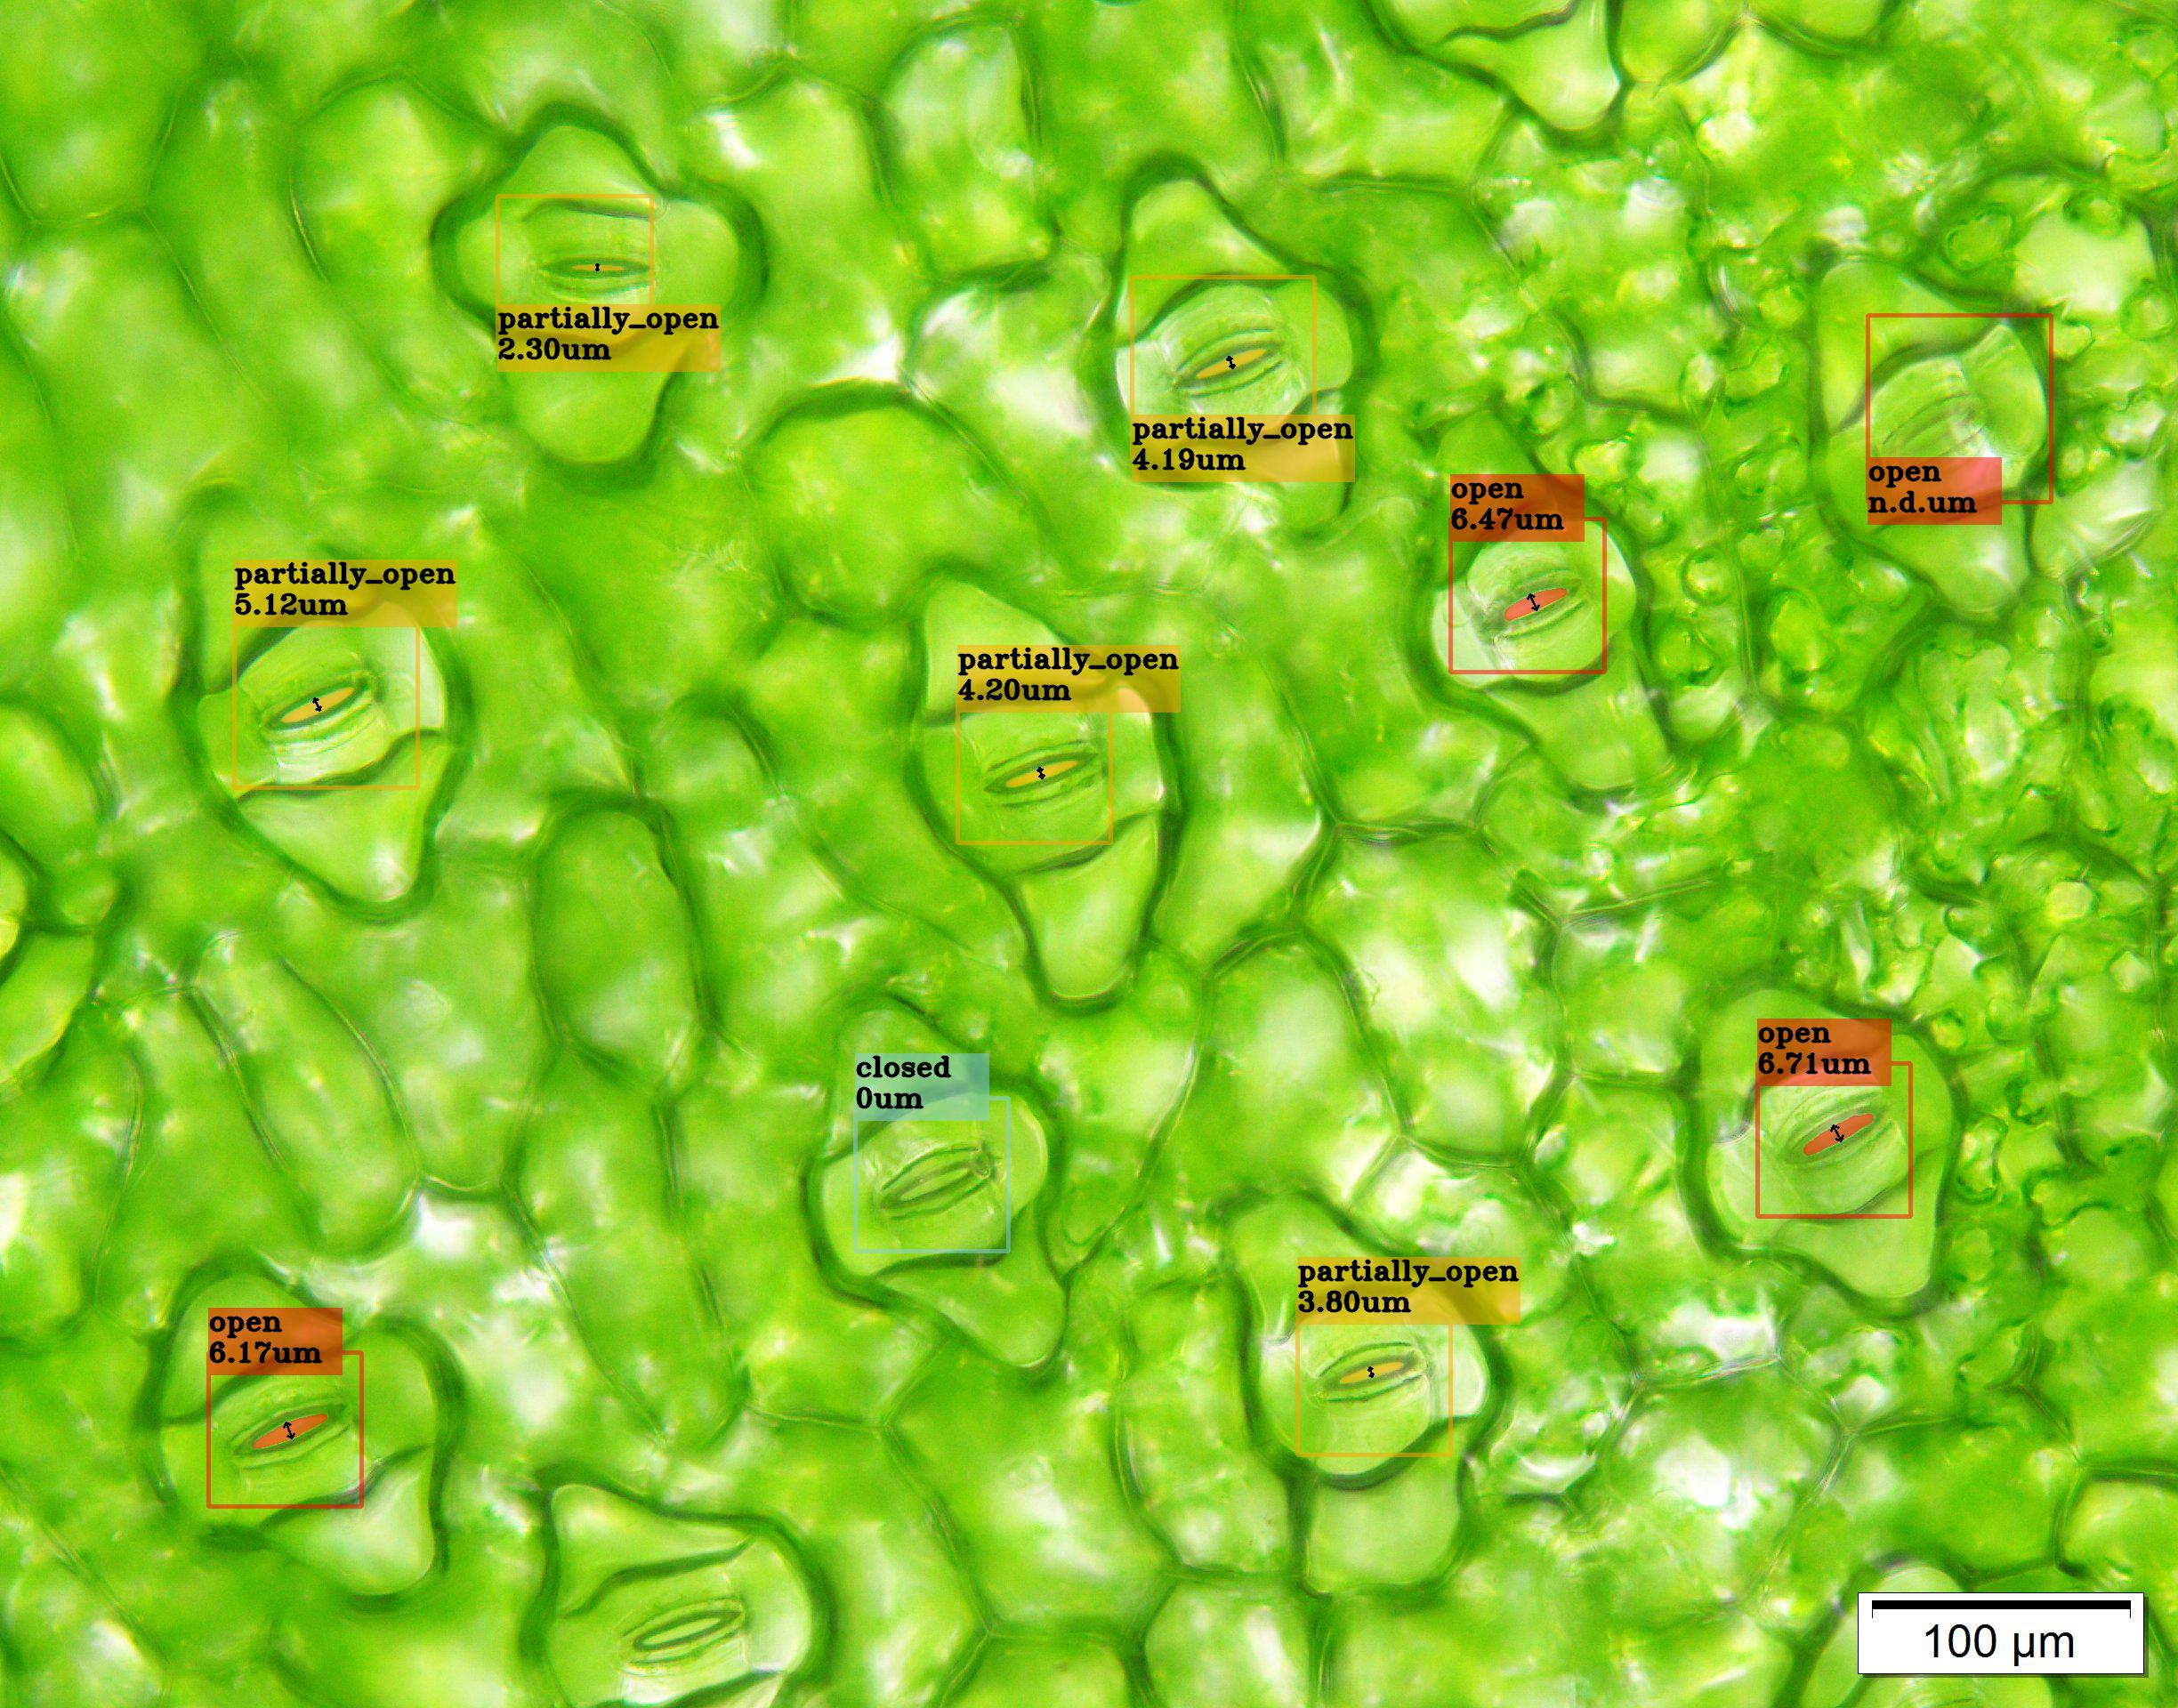 partially_open
2.30um
partially_open
4.19um
open
n.d.um
open
6.47um
partially_open
5.12um
partially_open
4.20um
open
6.71um
closed
0um
partially_open
3.80um
open
6.17um
100 µm